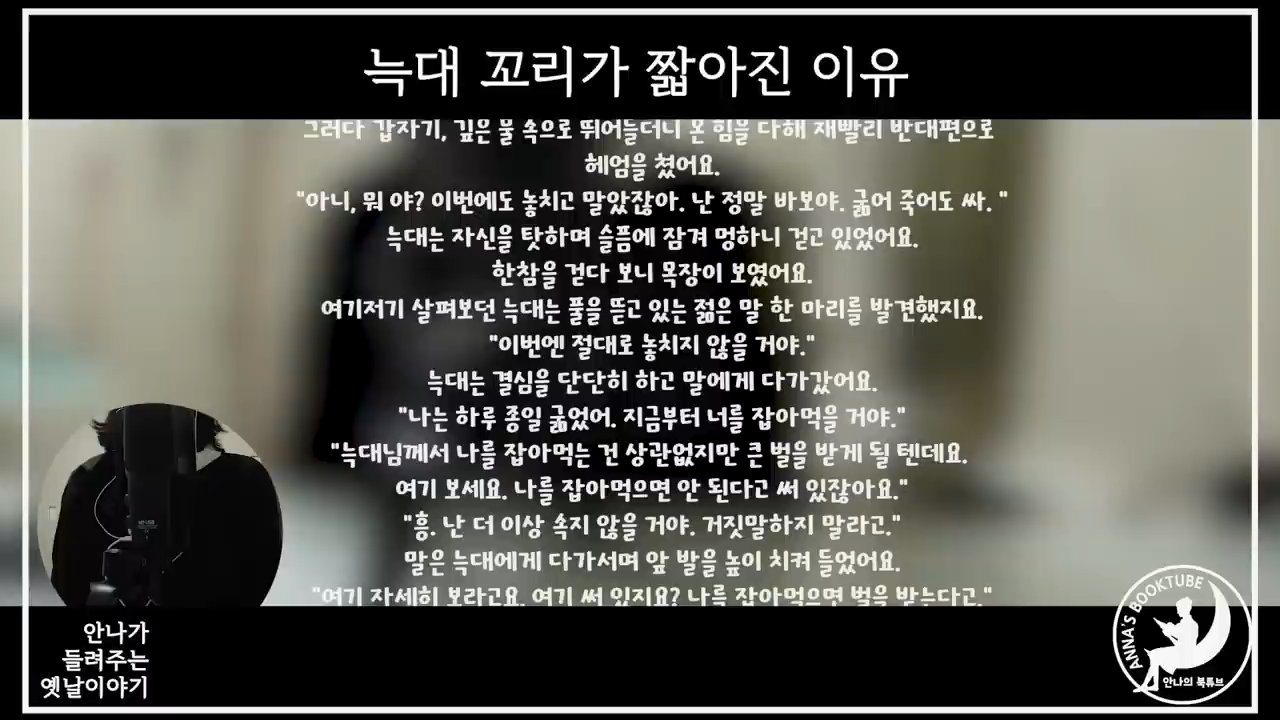 늑대 꼬리가 짧아진 이유
그러다 갑자기, 깊은 물 속으로 뛰어들더니 온 힘을 다해 재빨리 반대편으로
헤엄을 쳤어요.
"아니, 뭐 야? 이번에도 놓치고 말았잖아. 난 정말 바보야. 굶어 죽어도 싸. "
늑대는 자신을 탓하며 슬픔에 잠겨 멍하니 걷고 있었어요.
한참을 걷다 보니 목장이 보였어요.
여기저기 살펴보던 늑대는 풀을 뜯고 있는 젊은 말 한 마리를 발견했지요.
"이번엔 절대로 놓치지 않을 거야."
늑대는 결심을 단단히 하고 말에게 다가갔어요.
"나는 하루 종일 굶었어. 지금부터 너를 잡아먹을 거야."
"늑대님께서 나를 잡아먹는 건 상관없지만 큰 벌을 받게 될 텐데요.
여기 보세요. 나를 잡아먹으면 안 된다고 써 있잖아요."
"흥. 난 더 이상 속지 않을 거야. 거짓말하지 말라고."
말은 늑대에게 다가서며 앞 발을 높이 치켜 들었어요.
"여기 자세히 보라고요. 여기 써 있지요? 나를 잡아먹으면 벌을 받는다고."
안나가
들려주는
옛날이야기
ANNA'S BOOKTUBE
안나의 북튜브